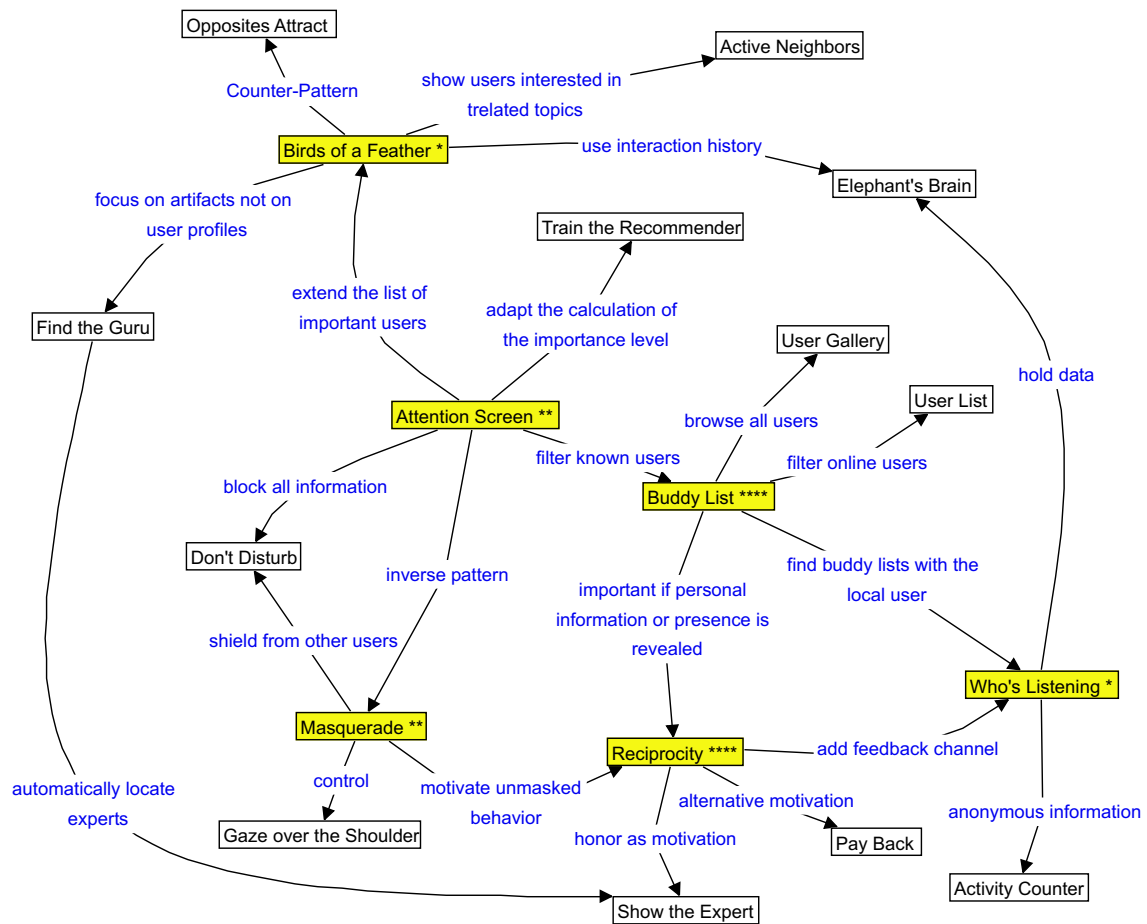 Opposites Attract
Active Neighbors
Counter-Pattern
show users interested in
trelated topics
Birds of a Feather *
use interaction history
Elephant's Brain
focus on artifacts not on
user profiles
Train the Recommender
extend the list of
important users
adapt the calculation of
the importance level
Find the Guru
User Gallery
hold data
User List
Attention Screen **
browse all users
filter known users
filter online users
block all information
Buddy List ****
Don't Disturb
inverse pattern
find buddy lists with the
local user
important if personal
information or presence is
revealed
shield from other users
Who's Listening *
Masquerade **
Reciprocity ****
add feedback channel
automatically locate
experts
control
motivate unmasked
behavior
alternative motivation
anonymous information
Gaze over the Shoulder
honor as motivation
Pay Back
Activity Counter
Show the Expert